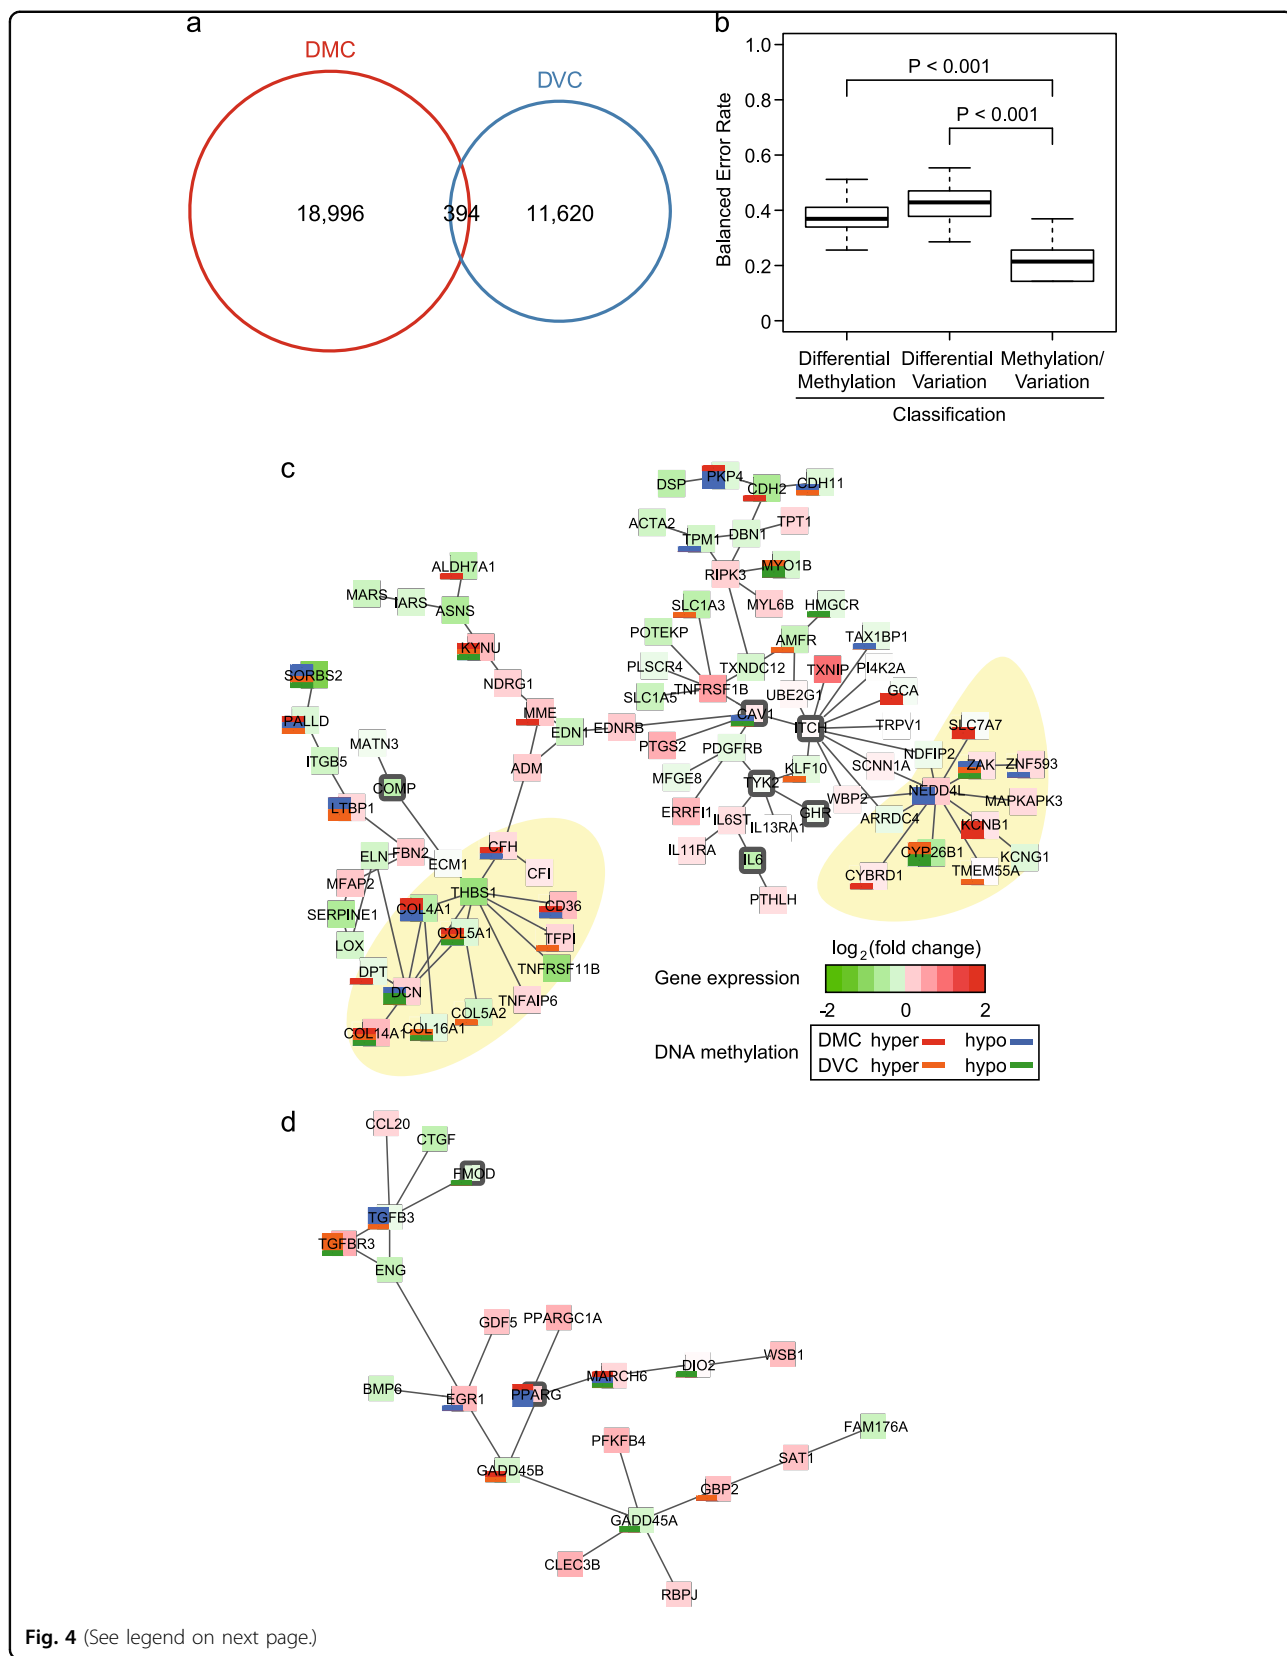 a
DMC
DVC
18,996
394
11,620
b
Balanced Error Rate
1.0
0.8
0.6
0.4
0.2
0
P < 0.001
P < 0.001
Differential Methylation
Differential Variation
Methylation/ Variation
Classification
c
DSP
PKP4
CDH2
CDH11
ACTA2
TPM1
DBN1
TPT1
RIPK3
MYO1B
MYL6B
ALDH7A1
MARS
IARS
ASNS
KYNU
NDRG1
MME
EDN1
EDNRB
ADM
SLC1A3
HMGCR
POTEKP
AMFR
TAX1BP1
PLSCR4
TXNDC12
TXNIP
PI4K2A
SLC1A5
TNFRSF1B
UBE2G1
GCA
CAV1
ITCH
TRPV1
SLC7A7
PTGS2
PDGFRB
NDFIP2
MFGE8
KLF10
SCNN1A
ZAK
ZNF593
TYK2
WBP2
NEDD4L
MAPKAPK3
ERRFI1
IL6ST
IL13RA1
GHR
ARRDC4
KCNB1
IL11RA
IL6
CYP26B1
KCNG1
CYBRD1
TMEM55A
PTHLH
SORBS2
PALLD
MATN3
ITGB5
COMP
LTBP1
ELN
FBN2
ECM1
CFH
CFI
MFAP2
THBS1
SERPINE1
COL4A1
CD36
LOX
COL5A1
TFPI
DPT
TNFRSF11B
DCN
TNFAIP6
COL5A2
COL14A1
COL16A1
log2(fold change)
Gene expression
-2
0
2
DNA methylation
DMC hyper hypo
DVC hyper hypo
d
CCL20
CTGF
FMOD
TGFB3
TGFBR3
ENG
GDF5
PPARGC1A
BMP6
EGR1
PPARG
MARCH6
DIO2
WSB1
GADD45B
PFKFB4
FAM176A
SAT1
GBP2
GADD45A
CLEC3B
RBPJ
Fig. 4 (See legend on next page.)